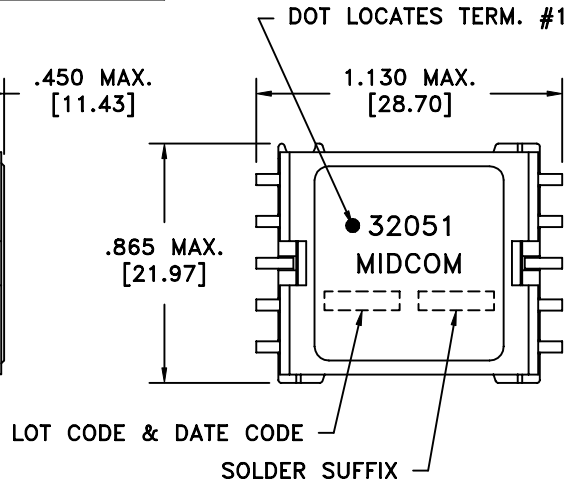 DOT LOCATES TERM. #1
.450 MAX.
[11.43]
1.130 MAX.
[28.70]
.865 MAX.
[21.97]
32051
MIDCOM
LOT CODE & DATE CODE
SOLDER SUFFIX